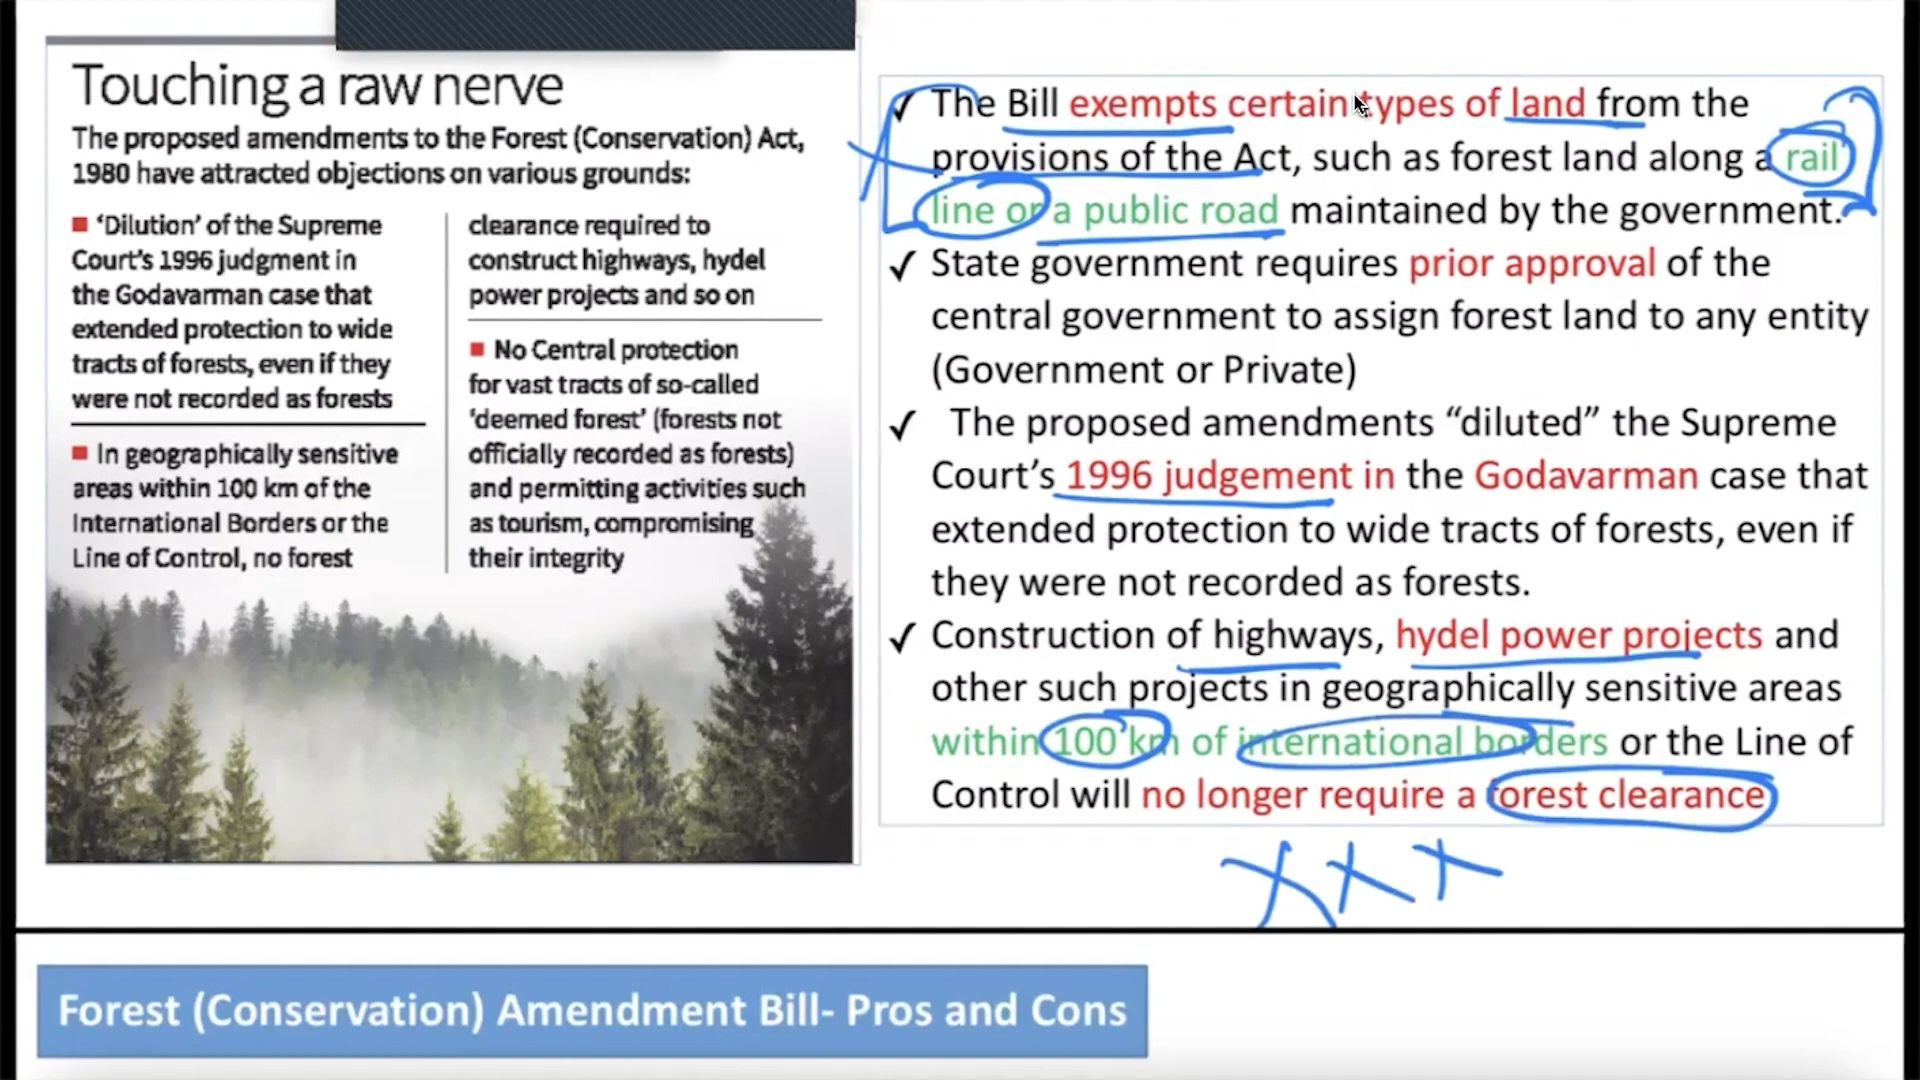 Touching a raw nerve
The proposed amendments to the Forest (Conservation) Act,
1980 have attracted objections on various grounds:
■ ‘Dilution’ of the Supreme
Court’s 1996 judgment in
the Godavarman case that
extended protection to wide
tracts of forests, even if they
were not recorded as forests
■ In geographically sensitive
areas within 100 km of the
International Borders or the
Line of Control, no forest
clearance required to
construct highways, hydel
power projects and so on
■ No Central protection
for vast tracts of so-called
‘deemed forest’ (forests not
officially recorded as forests)
and permitting activities such
as tourism, compromising
their integrity
✓ The Bill exempts certain types of land from the
provisions of the Act, such as forest land along a rail
line or a public road maintained by the government.
✓ State government requires prior approval of the
central government to assign forest land to any entity
(Government or Private)
✓ The proposed amendments “diluted” the Supreme
Court’s 1996 judgement in the Godavarman case that
extended protection to wide tracts of forests, even if
they were not recorded as forests.
✓ Construction of highways, hydel power projects and
other such projects in geographically sensitive areas
within 100 km of international borders or the Line of
Control will no longer require a forest clearance
Forest (Conservation) Amendment Bill- Pros and Cons